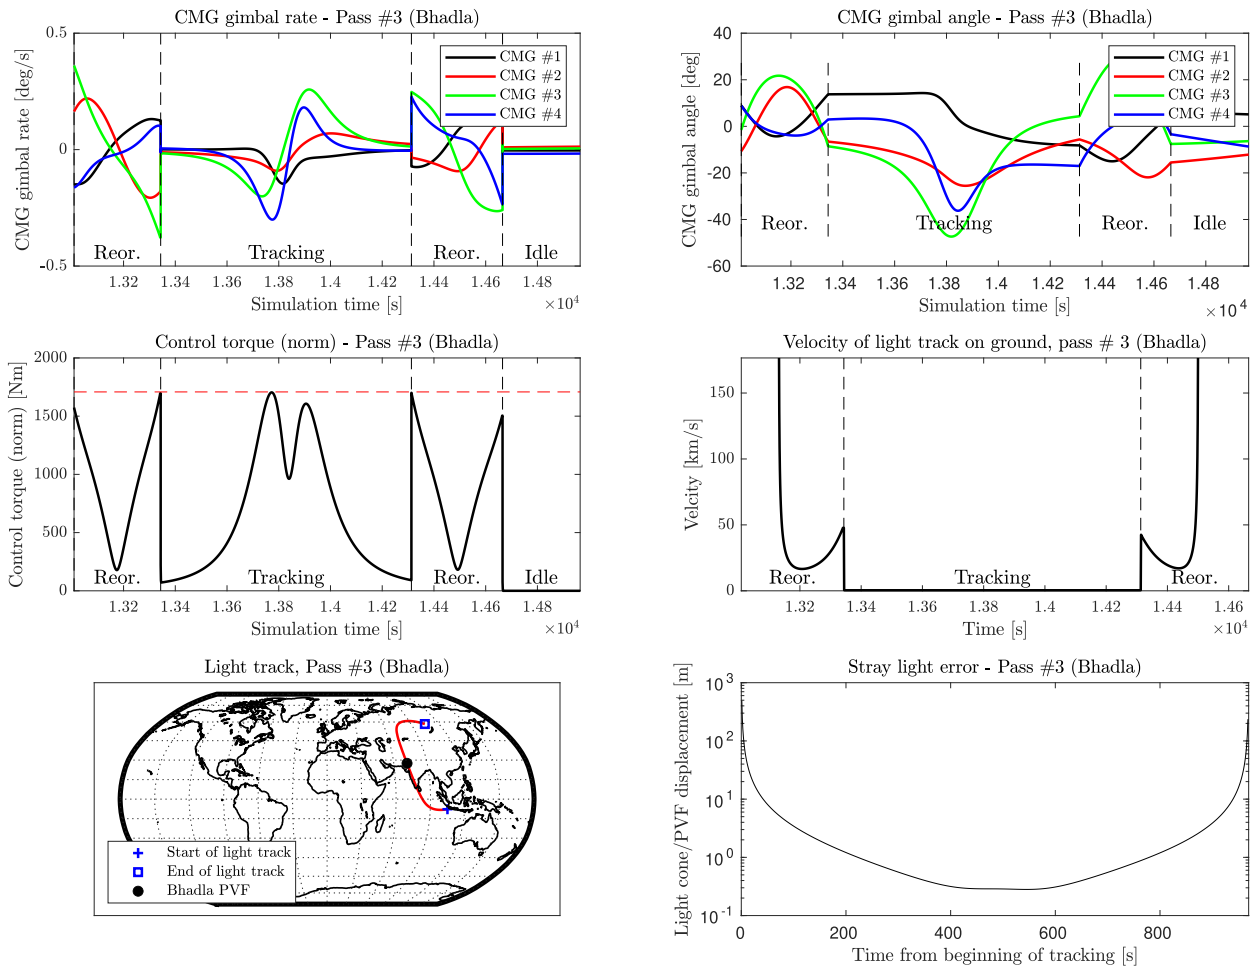 CMG gimbal rate - Pass #3 (Bhadla)
CMG gimbal rate [deg/s]
0.5
0
-0.5
CMG #1
CMG #2
CMG #3
CMG #4
Reor. Tracking Reor. Idle
1.32 1.34 1.36 1.38 1.4 1.42 1.44 1.46 1.48
Simulation time [s]
×10^4
CMG gimbal angle - Pass #3 (Bhadla)
CMG gimbal angle [deg]
40
20
0
-20
-40
-60
CMG #1
CMG #2
CMG #3
CMG #4
Reor. Tracking Reor. Idle
1.32 1.34 1.36 1.38 1.4 1.42 1.44 1.46 1.48
Simulation time [s]
×10^4
Control torque (norm) - Pass #3 (Bhadla)
Control torque (norm) [Nm]
2000
1500
1000
500
0
Reor. Tracking Reor. Idle
1.32 1.34 1.36 1.38 1.4 1.42 1.44 1.46 1.48
Simulation time [s]
×10^4
Velocity of light track on ground, pass # 3 (Bhadla)
Velcity [km/s]
150
100
50
0
Reor. Tracking Reor.
1.32 1.34 1.36 1.38 1.4 1.42 1.44 1.46
Time [s]
×10^4
Light track, Pass #3 (Bhadla)
Start of light track
End of light track
Bhadla PVF
Stray light error - Pass #3 (Bhadla)
Light cone/PVF displacement [m]
10^3
10^2
10^1
10^0
10^-1
0 200 400 600 800
Time from beginning of tracking [s]